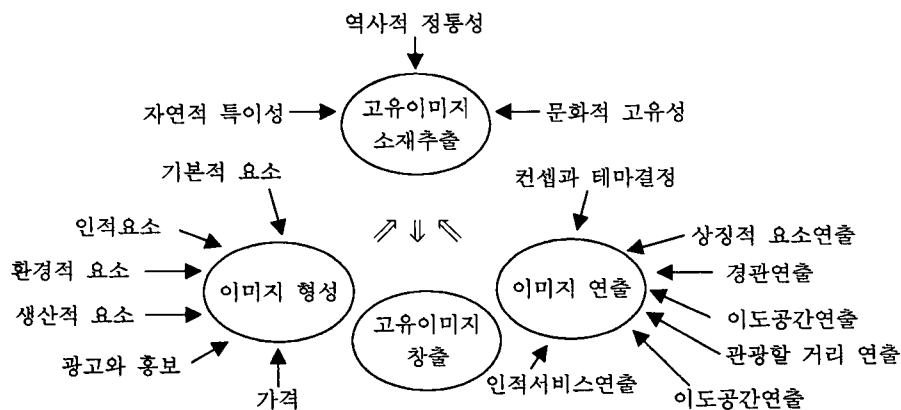 역사적 정통성
자연적 특이성
고유이미지
소재추출
문화적 고유성
기본적 요소
컨셉과 테마결정
인적요소
상징적 요소연출
환경적 요소
이미지 형성
이미지 연출
경관연출
생산적 요소
고유이미지
창출
이도공간연출
광고와 홍보
관광할 거리 연출
가격
인적서비스연출
이도공간연출